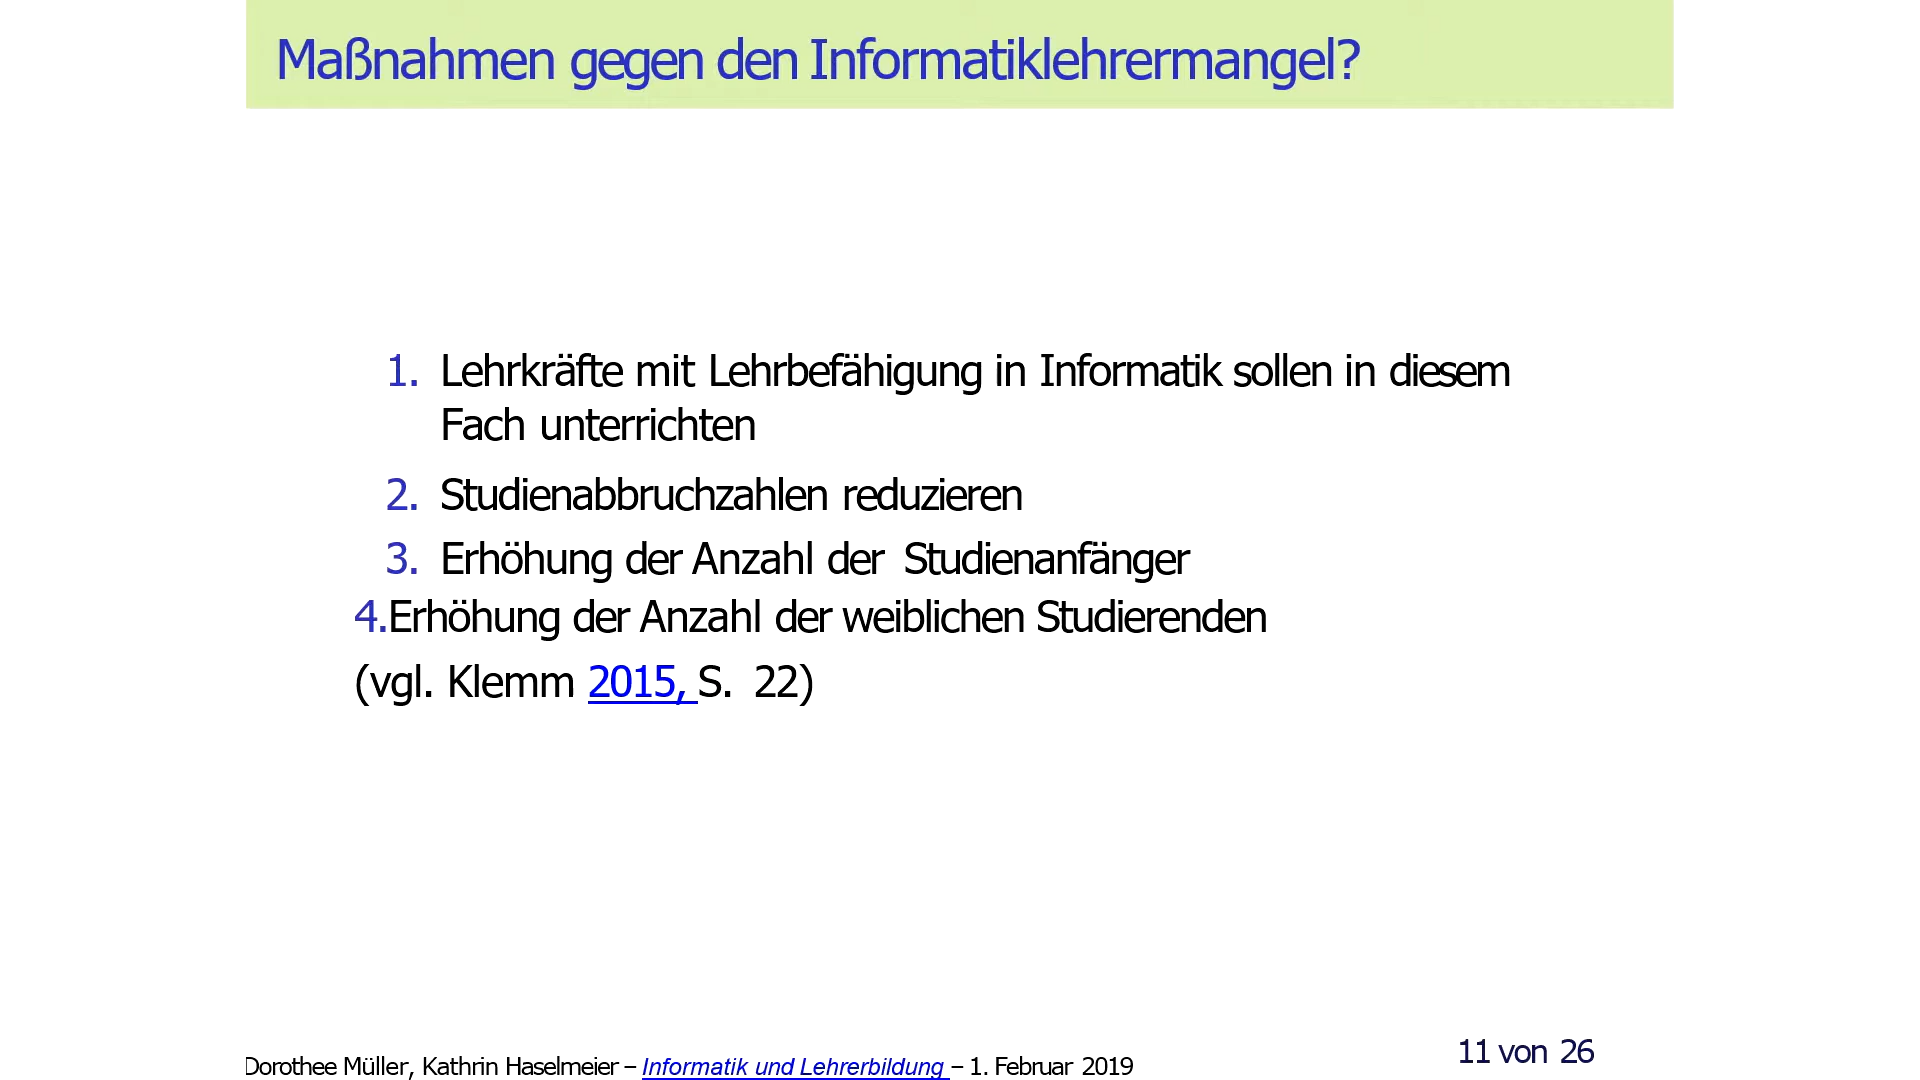 Maßnahmen gegen den Informatiklehrermangel?
1. Lehrkräfte mit Lehrbefähigung in Informatik sollen in diesem
Fach unterrichten
2. Studienabbruchzahlen reduzieren
3. Erhöhung der Anzahl der Studienanfänger
4.Erhöhung der Anzahl der weiblichen Studierenden
(vgl. Klemm 2015, S. 22)
Dorothee Müller, Kathrin Haselmeier – Informatik und Lehrerbildung – 1. Februar 2019
11 von 26